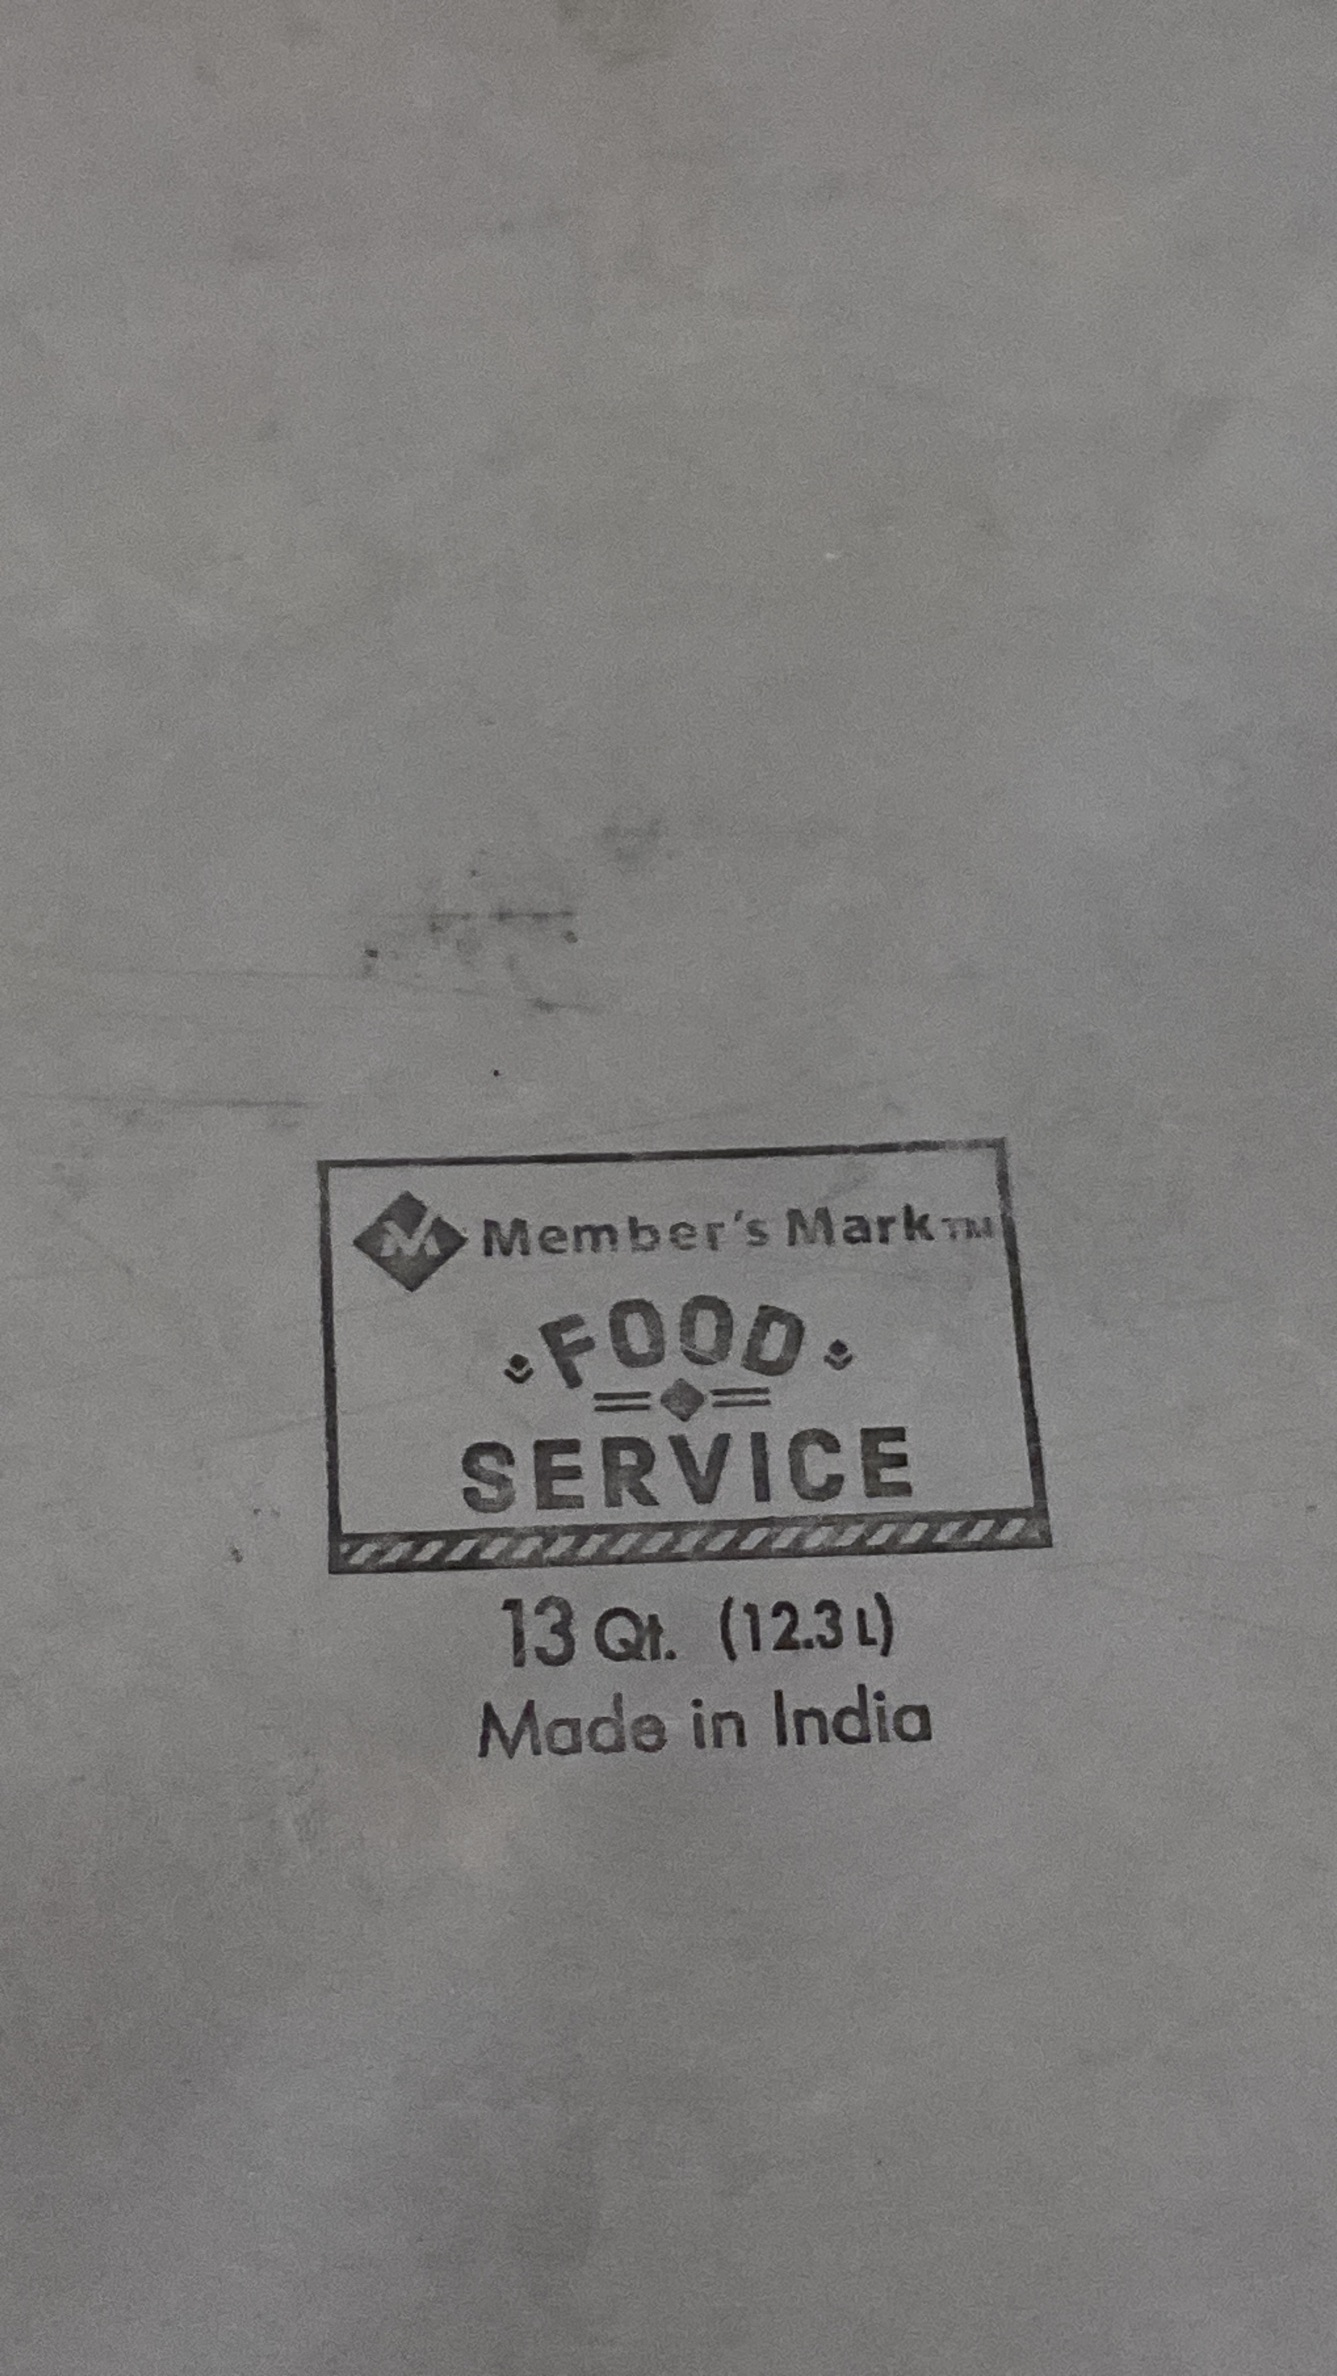 Member's Mark™
FOOD
SERVICE
13 Qt. (12.3 L)
Made in India